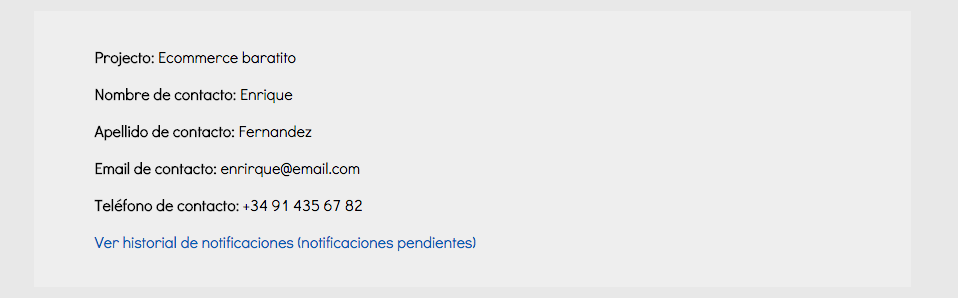 Projecto: Ecommerce baratito
Nombre de contacto: Enrique
Apellido de contacto: Fernandez
Email de contacto: enrirque@email.com
Teléfono de contacto: +34 91 435 67 82
Ver historial de notificaciones (notificaciones pendientes)